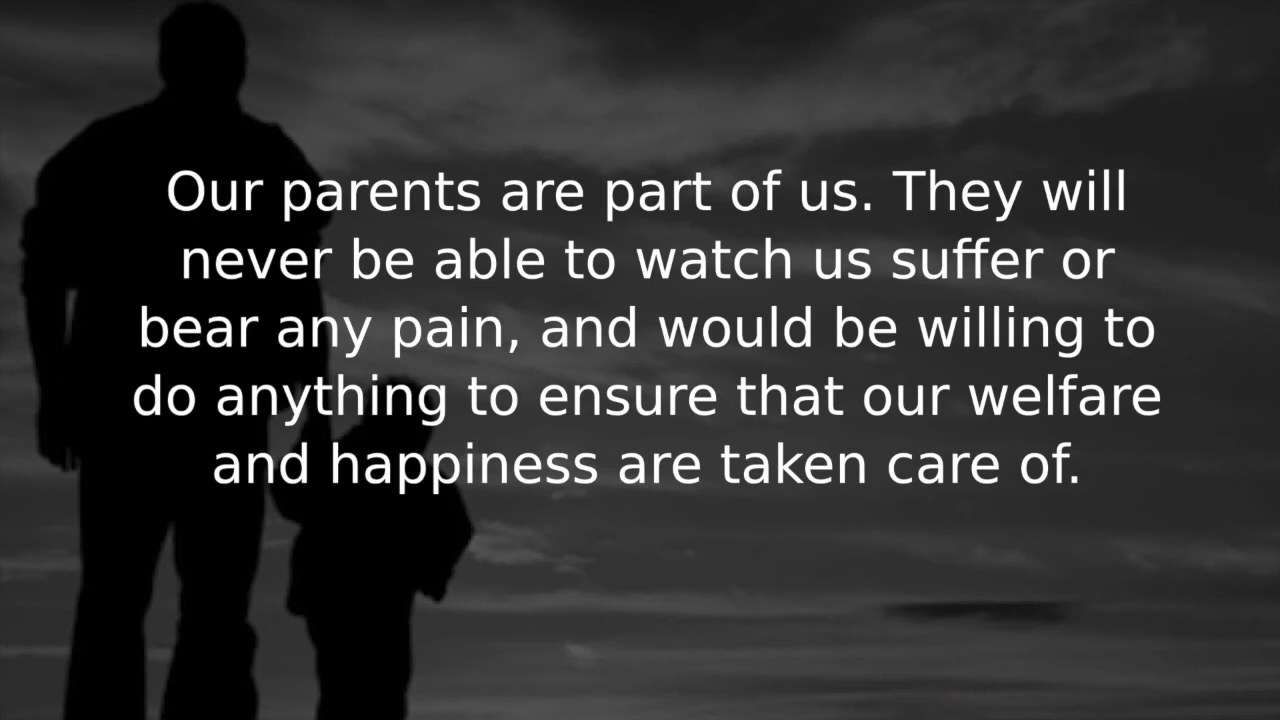 Our parents are part of us. They will
never be able to watch us suffer or
bear any pain, and would be willing to
do anything to ensure that our welfare
and happiness are taken care of.